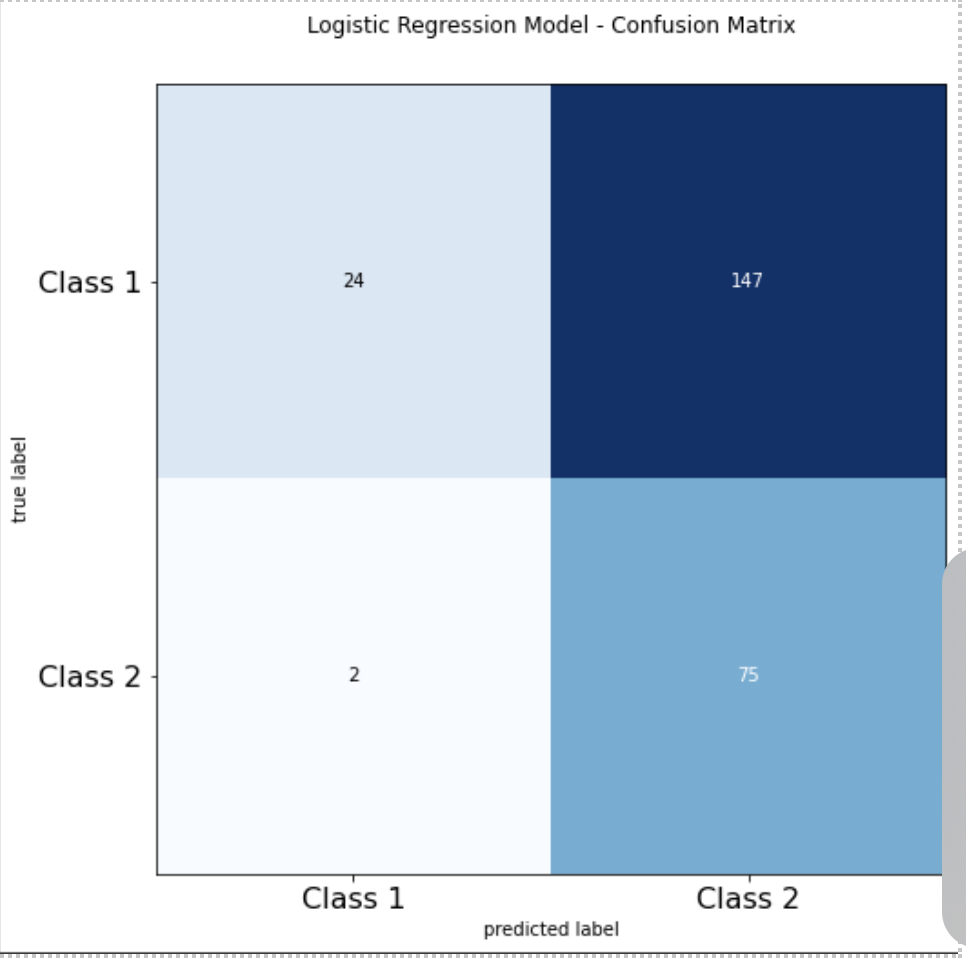 Logistic Regression Model - Confusion Matrix
Class 1
24
147
true label
Class 2
2
75
Class 1
Class 2
predicted label